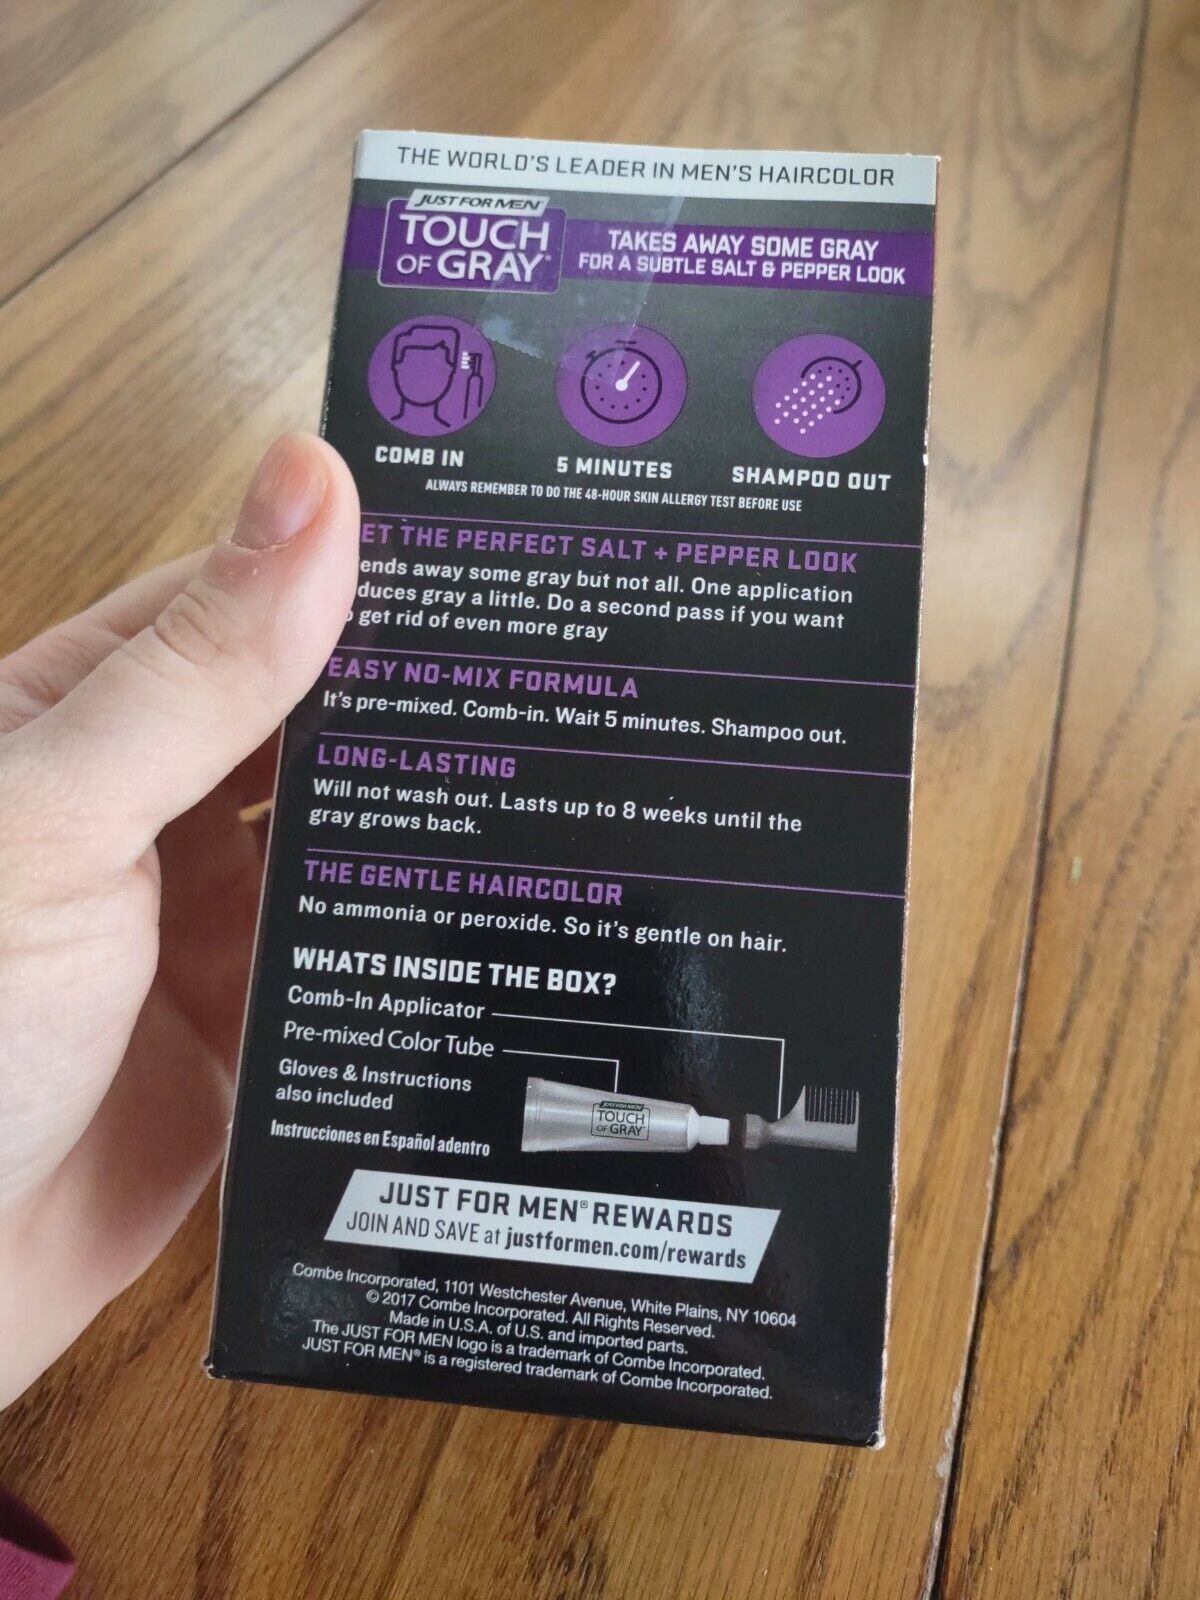 THE WORLD'S LEADER IN MEN'S HAIRCOLOR
JUST FOR MEN
TOUCH
OF GRAY®
TAKES AWAY SOME GRAY
FOR A SUBTLE SALT & PEPPER LOOK
COMB IN
5 MINUTES
SHAMPOO OUT
ALWAYS REMEMBER TO DO THE 48-HOUR SKIN ALLERGY TEST BEFORE USE
ET THE PERFECT SALT + PEPPER LOOK
ends away some gray but not all. One application
duces gray a little. Do a second pass if you want
get rid of even more gray
EASY NO-MIX FORMULA
It's pre-mixed. Comb-in. Wait 5 minutes. Shampoo out.
LONG-LASTING
Will not wash out. Lasts up to 8 weeks until the
gray grows back.
THE GENTLE HAIRCOLOR
No ammonia or peroxide. So it's gentle on hair.
WHATS INSIDE THE BOX?
Comb-In Applicator
Pre-mixed Color Tube
Gloves & Instructions
also included
Instrucciones en Español adentro
JUST FOR MEN
TOUCH
OF GRAY
JUST FOR MEN® REWARDS
JOIN AND SAVE at justformen.com/rewards
Combe Incorporated, 1101 Westchester Avenue, White Plains, NY 10604
© 2017 Combe Incorporated. All Rights Reserved.
Made in U.S.A. of U.S. and imported parts.
The JUST FOR MEN logo is a trademark of Combe Incorporated.
JUST FOR MEN® is a registered trademark of Combe Incorporated.